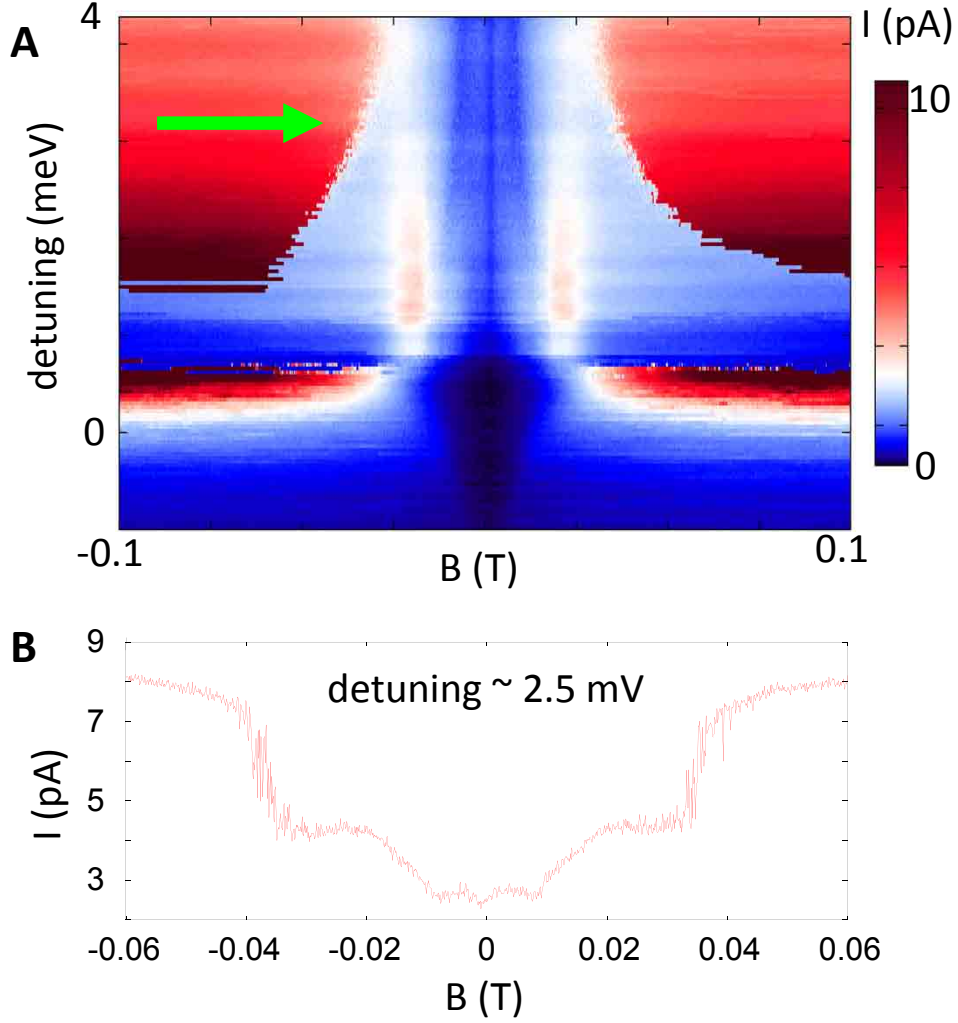 A
4
I (pA)
10
detuning (meV)
0
0
-0.1
0.1
B (T)
B
9
detuning ~ 2.5 mV
7
I (pA)
5
3
-0.06
-0.04
-0.02
0
0.02
0.04
0.06
B (T)